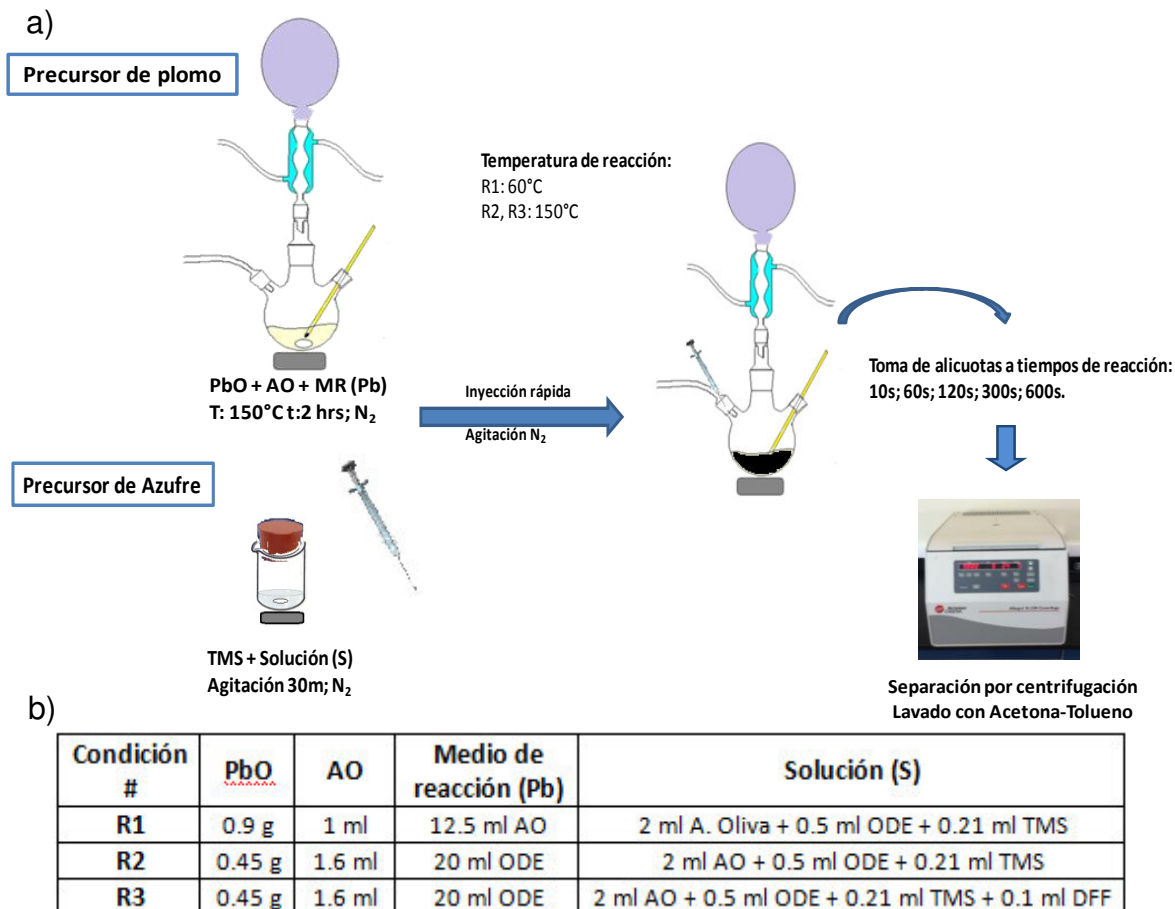 a)
Precursor de plomo
Temperatura de reacción:
R1: 60°C
R2, R3: 150°C
PbO + AO + MR (Pb)
T: 150°C t:2 hrs; N₂
Inyección rápida
Agitación N₂
Toma de alicuotas a tiempos de reacción:
10s; 60s; 120s; 300s; 600s.
Precursor de Azufre
TMS + Solución (S)
Agitación 30m; N₂
Separación por centrifugación
Lavado con Acetona-Tolueno
b)
Condición # PbO AO Medio de reacción (Pb) Solución (S)
R1 0.9 g 1 ml 12.5 ml AO 2 ml A. Oliva + 0.5 ml ODE + 0.21 ml TMS
R2 0.45 g 1.6 ml 20 ml ODE 2 ml AO + 0.5 ml ODE + 0.21 ml TMS
R3 0.45 g 1.6 ml 20 ml ODE 2 ml AO + 0.5 ml ODE + 0.21 ml TMS + 0.1 ml DFF